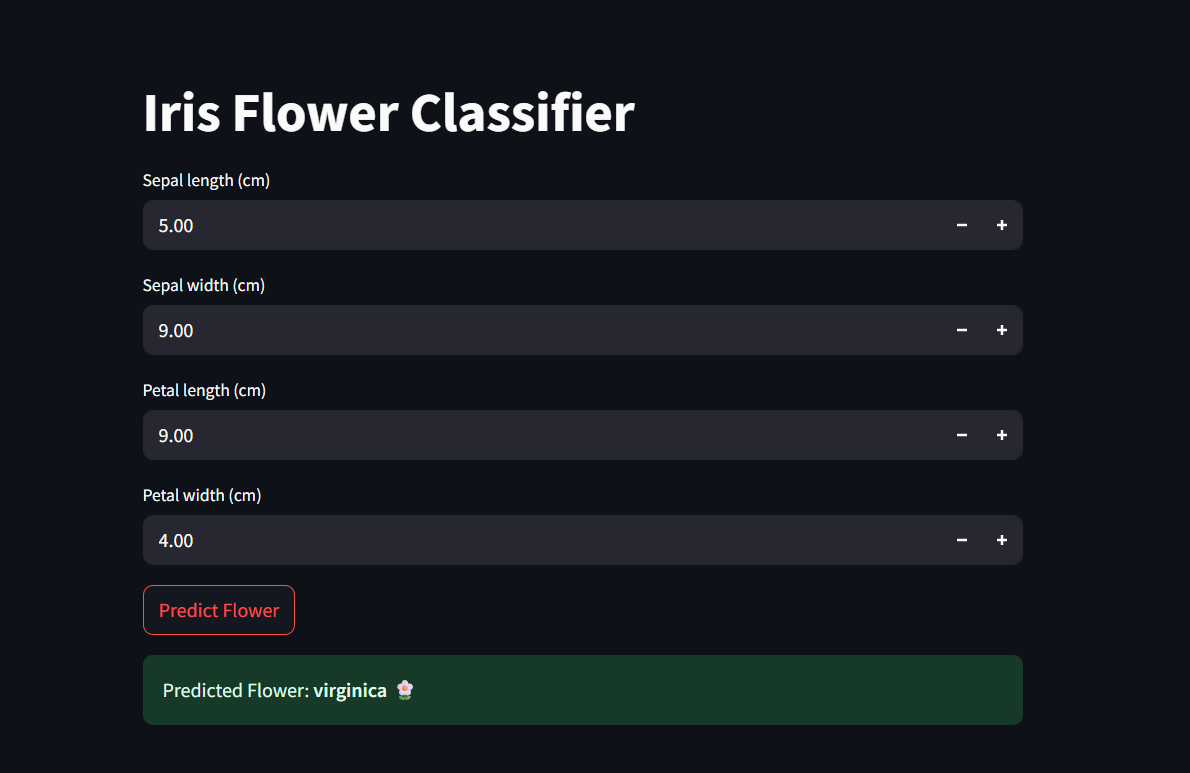 Iris Flower Classifier
Sepal length (cm)
5.00
Sepal width (cm)
9.00
Petal length (cm)
9.00
Petal width (cm)
4.00
Predict Flower
Predicted Flower: virginica 🌸